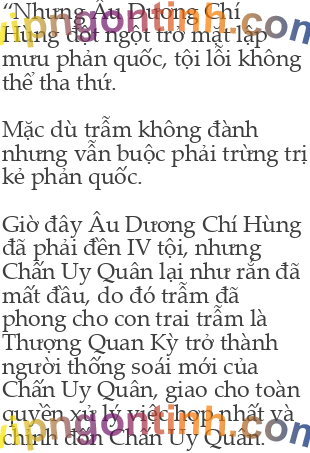 “Nhưng Âu Dương Chí
Hùng đột ngột trở mặt lập
mưu phản quốc, tội lỗi không
thể tha thứ.
Mặc dù trẫm không đành
nhưng vẫn buộc phải trừng trị
kẻ phản quốc.
Giờ đây Âu Dương Chí Hùng
đã phải đền IV tội, nhưng
Chấn Uy Quân lại như rắn đã
mất đầu, do đó trẫm đã
phong cho con trai trẫm là
Thượng Quan Kỳ trở thành
người thống soái mới của
Chấn Uy Quân, giao cho toàn
quyền xử lý việc hợp nhất và
chỉnh đốn Chấn Uy Quân.
vipngontinh.com
vipngontinh.com